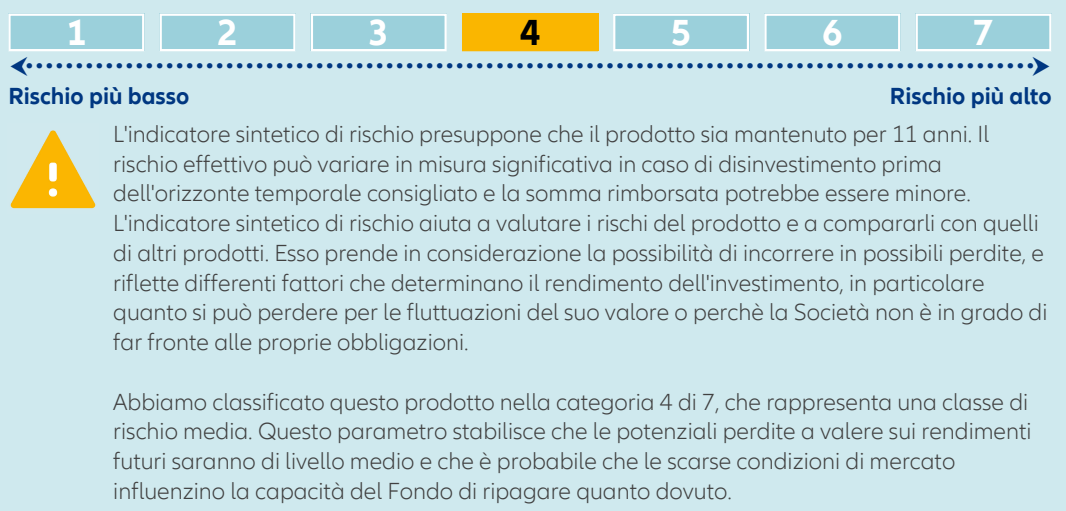 1 2 3 4 5 6 7
Rischio più basso Rischio più alto
L'indicatore sintetico di rischio presuppone che il prodotto sia mantenuto per 11 anni. Il
rischio effettivo può variare in misura significativa in caso di disinvestimento prima
dell'orizzonte temporale consigliato e la somma rimborsata potrebbe essere minore.
L'indicatore sintetico di rischio aiuta a valutare i rischi del prodotto e a compararli con quelli
di altri prodotti. Esso prende in considerazione la possibilità di incorrere in possibili perdite, e
riflette differenti fattori che determinano il rendimento dell'investimento, in particolare
quanto si può perdere per le fluttuazioni del suo valore o perchè la Società non è in grado di
far fronte alle proprie obbligazioni.
Abbiamo classificato questo prodotto nella categoria 4 di 7, che rappresenta una classe di
rischio media. Questo parametro stabilisce che le potenziali perdite a valere sui rendimenti
futuri saranno di livello medio e che è probabile che le scarse condizioni di mercato
influenzino la capacità del Fondo di ripagare quanto dovuto.